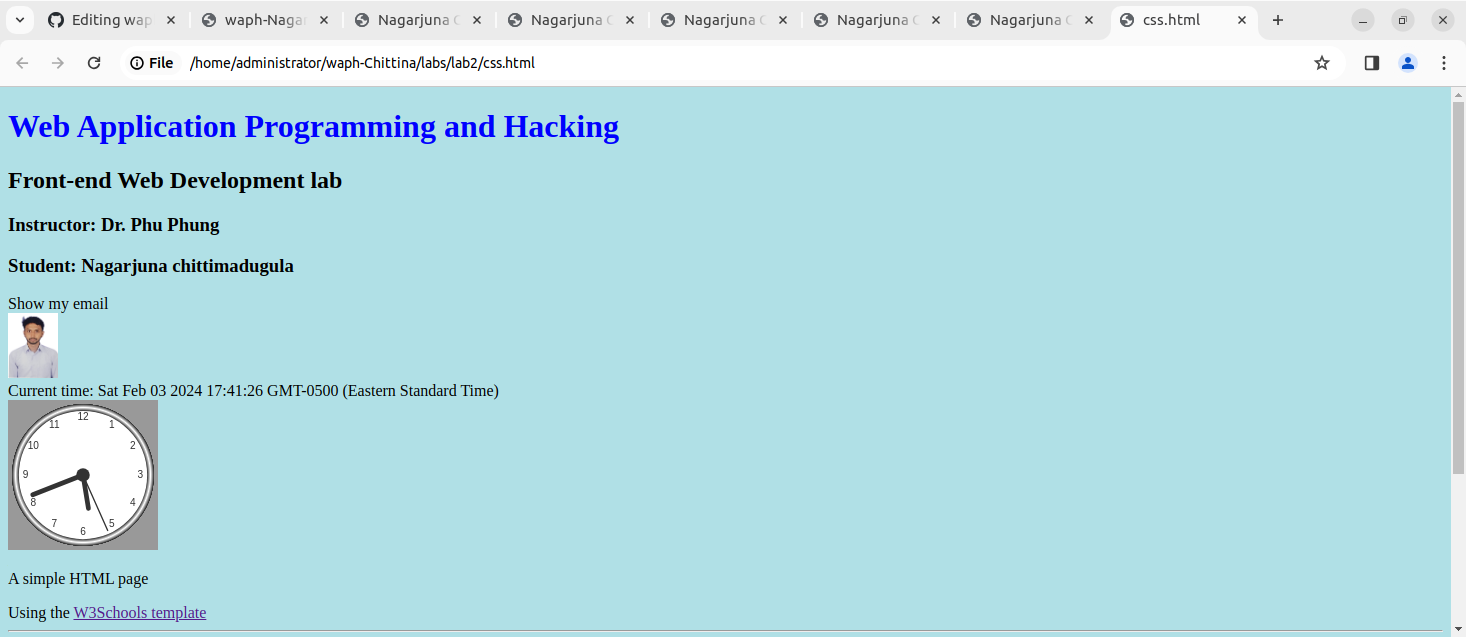 Editing wap
waph-Nagar
Nagarjuna C
Nagarjuna C
Nagarjuna C
Nagarjuna C
Nagarjuna C
css.html
File
/home/administrator/waph-Chittina/labs/lab2/css.html
Web Application Programming and Hacking
Front-end Web Development lab
Instructor: Dr. Phu Phung
Student: Nagarjuna chittimadugula
Show my email
Current time: Sat Feb 03 2024 17:41:26 GMT-0500 (Eastern Standard Time)
12
11 1
10 2
9 3
8 4
7 5
6
A simple HTML page
Using the W3Schools template